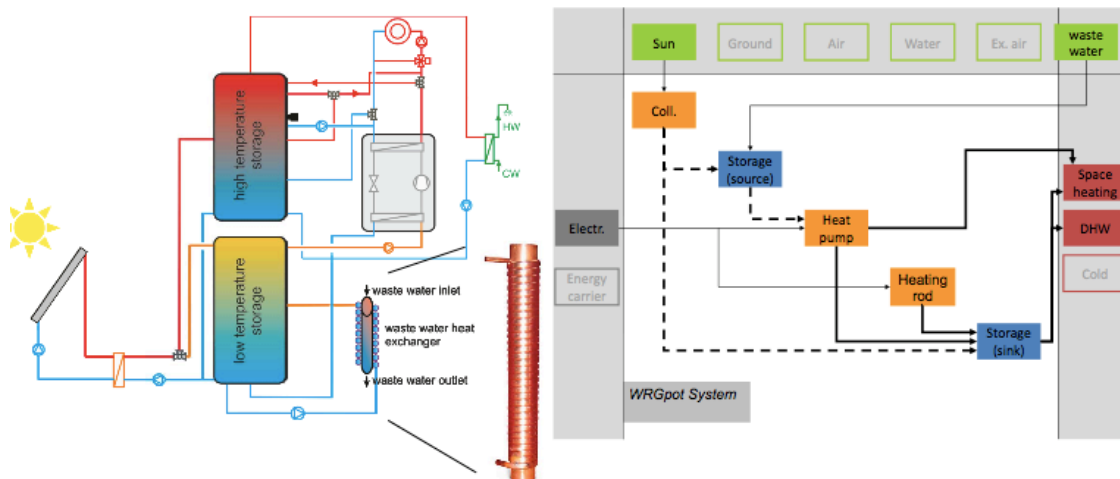 high temperature
storage
low temperature
storage
HW
CW
waste water inlet
waste water heat
exchanger
waste water outlet
Sun
Ground
Air
Water
Ex. air
waste
water
Coll.
Storage
(source)
Space
heating
Electr.
Heat
pump
DHW
Energy
carrier
Heating
rod
Cold
Storage
(sink)
WRGpot System